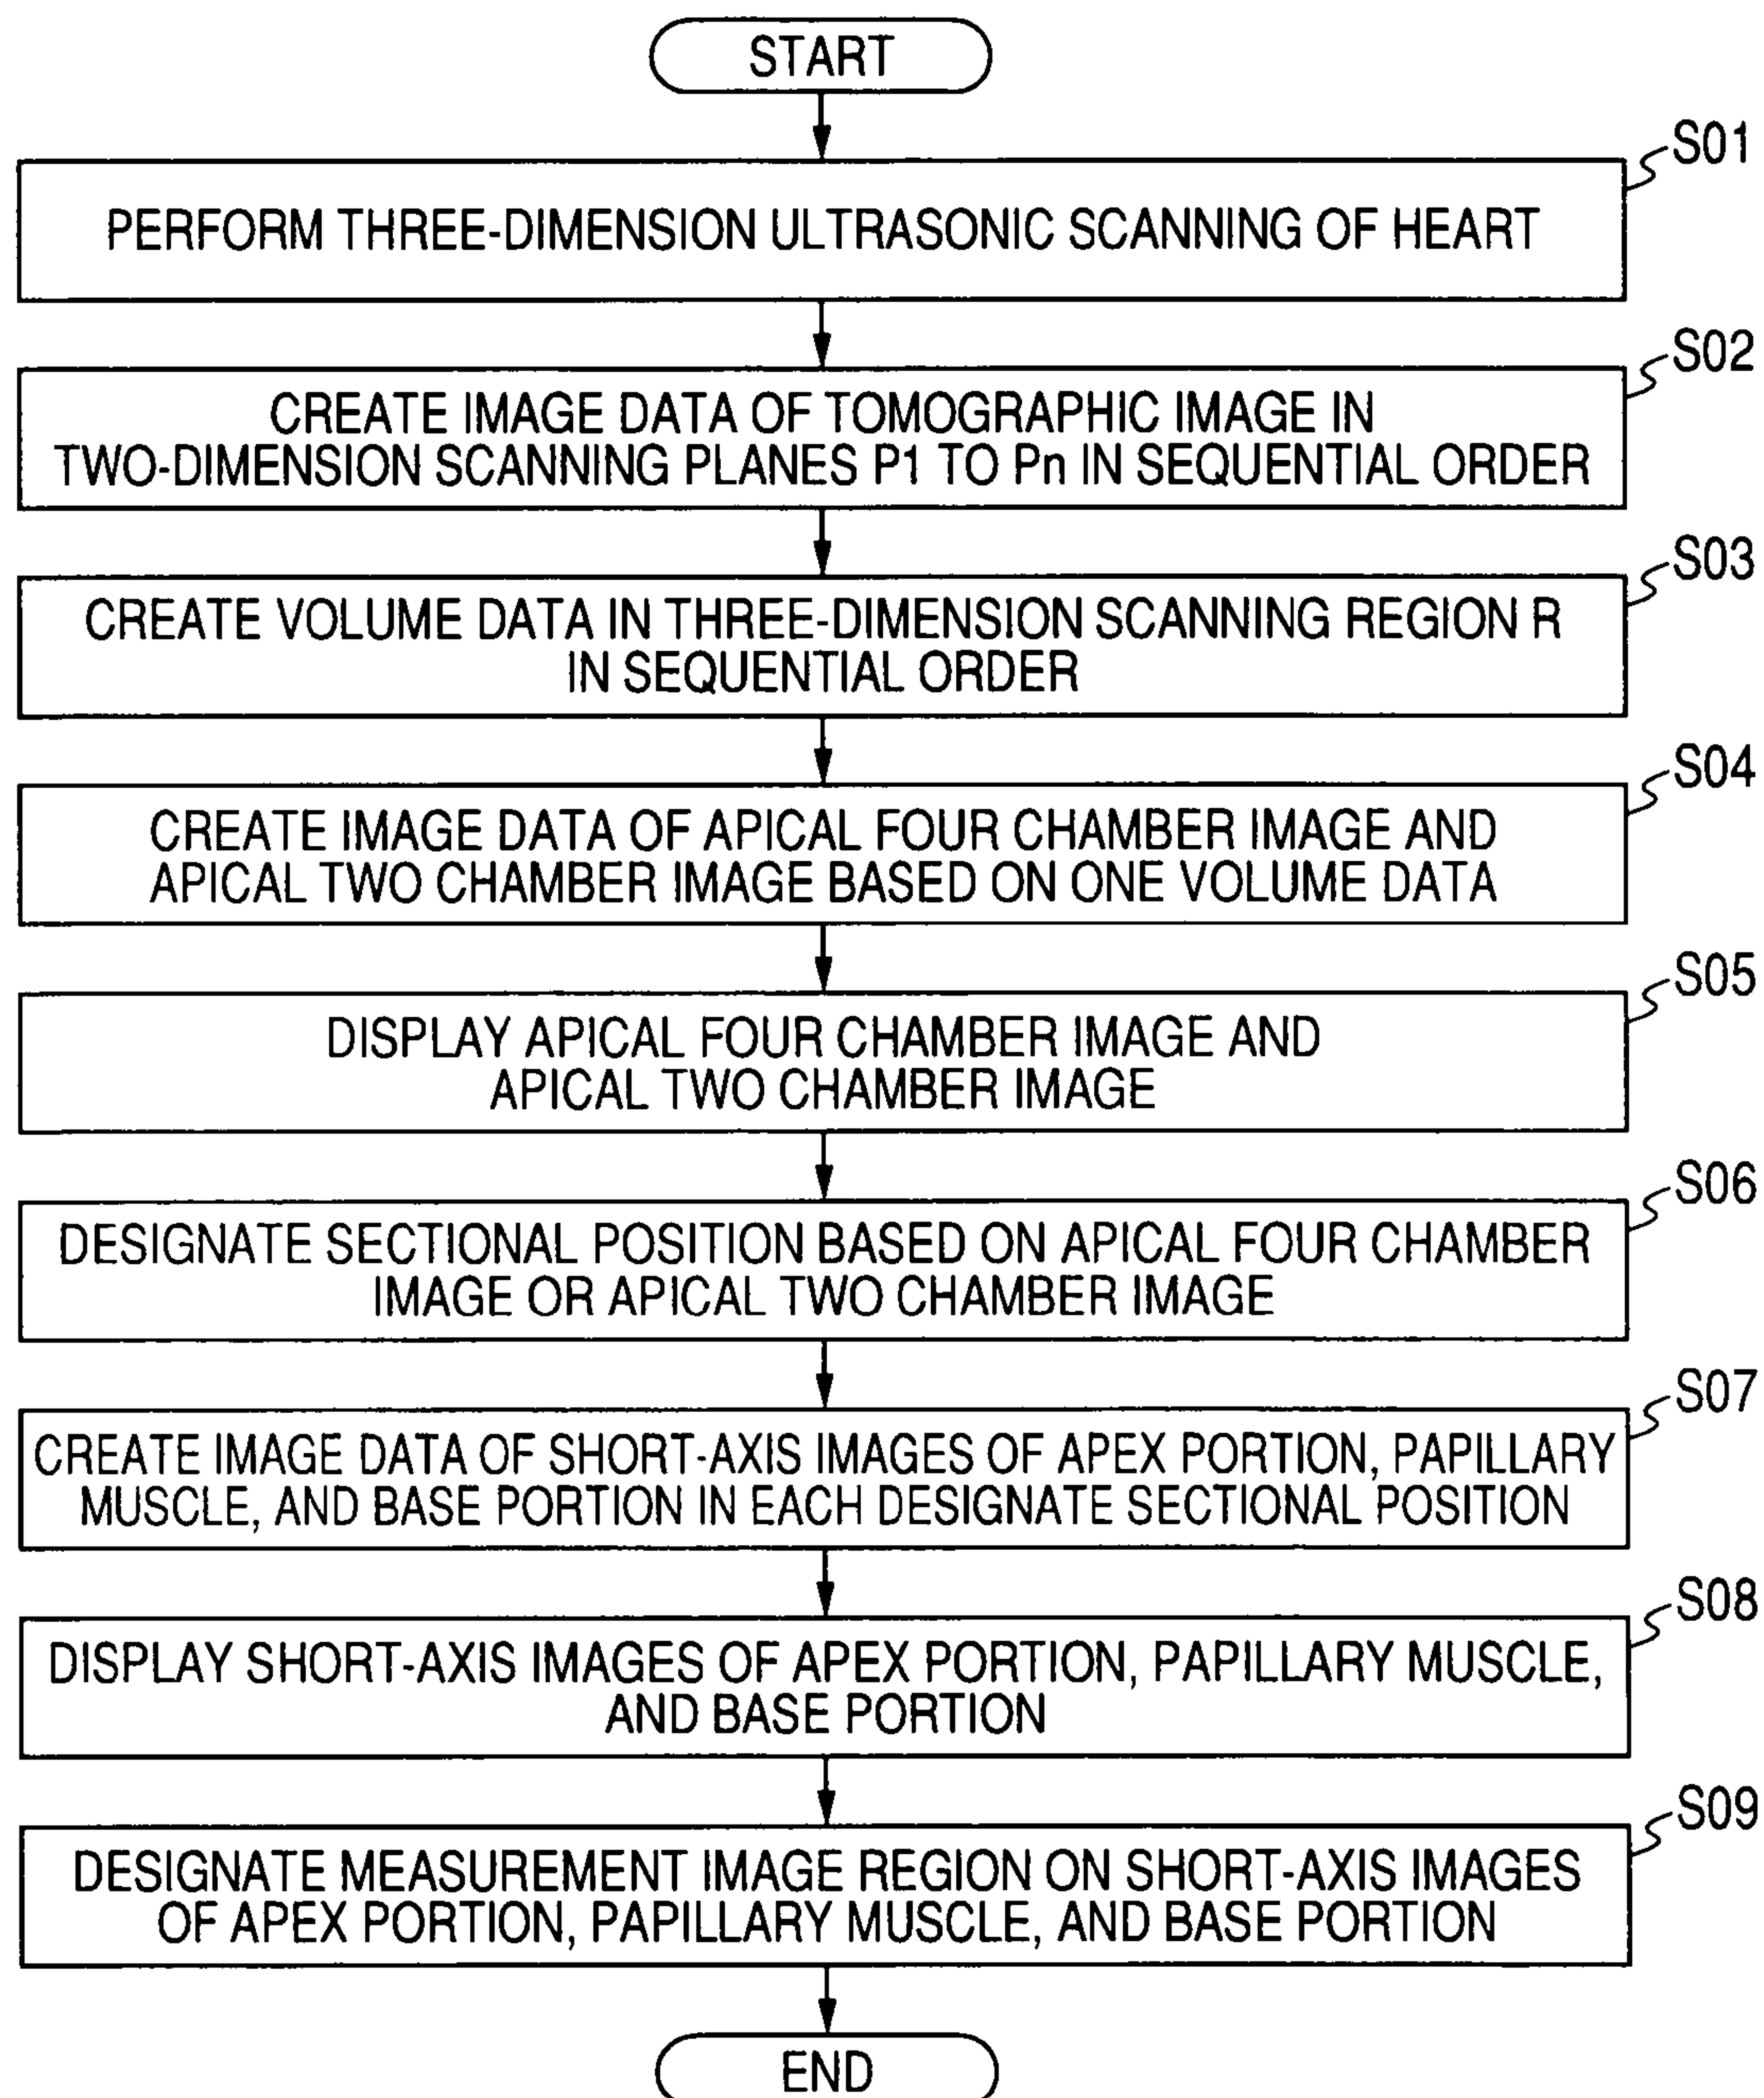 START
S01
PERFORM THREE-DIMENSION ULTRASONIC SCANNING OF HEART
S02
CREATE IMAGE DATA OF TOMOGRAPHIC IMAGE IN
TWO-DIMENSION SCANNING PLANES P1 TO Pn IN SEQUENTIAL ORDER
S03
CREATE VOLUME DATA IN THREE-DIMENSION SCANNING REGION R
IN SEQUENTIAL ORDER
S04
CREATE IMAGE DATA OF APICAL FOUR CHAMBER IMAGE AND
APICAL TWO CHAMBER IMAGE BASED ON ONE VOLUME DATA
S05
DISPLAY APICAL FOUR CHAMBER IMAGE AND
APICAL TWO CHAMBER IMAGE
S06
DESIGNATE SECTIONAL POSITION BASED ON APICAL FOUR CHAMBER
IMAGE OR APICAL TWO CHAMBER IMAGE
S07
CREATE IMAGE DATA OF SHORT-AXIS IMAGES OF APEX PORTION, PAPILLARY
MUSCLE, AND BASE PORTION IN EACH DESIGNATE SECTIONAL POSITION
S08
DISPLAY SHORT-AXIS IMAGES OF APEX PORTION, PAPILLARY MUSCLE,
AND BASE PORTION
S09
DESIGNATE MEASUREMENT IMAGE REGION ON SHORT-AXIS IMAGES
OF APEX PORTION, PAPILLARY MUSCLE, AND BASE PORTION
END